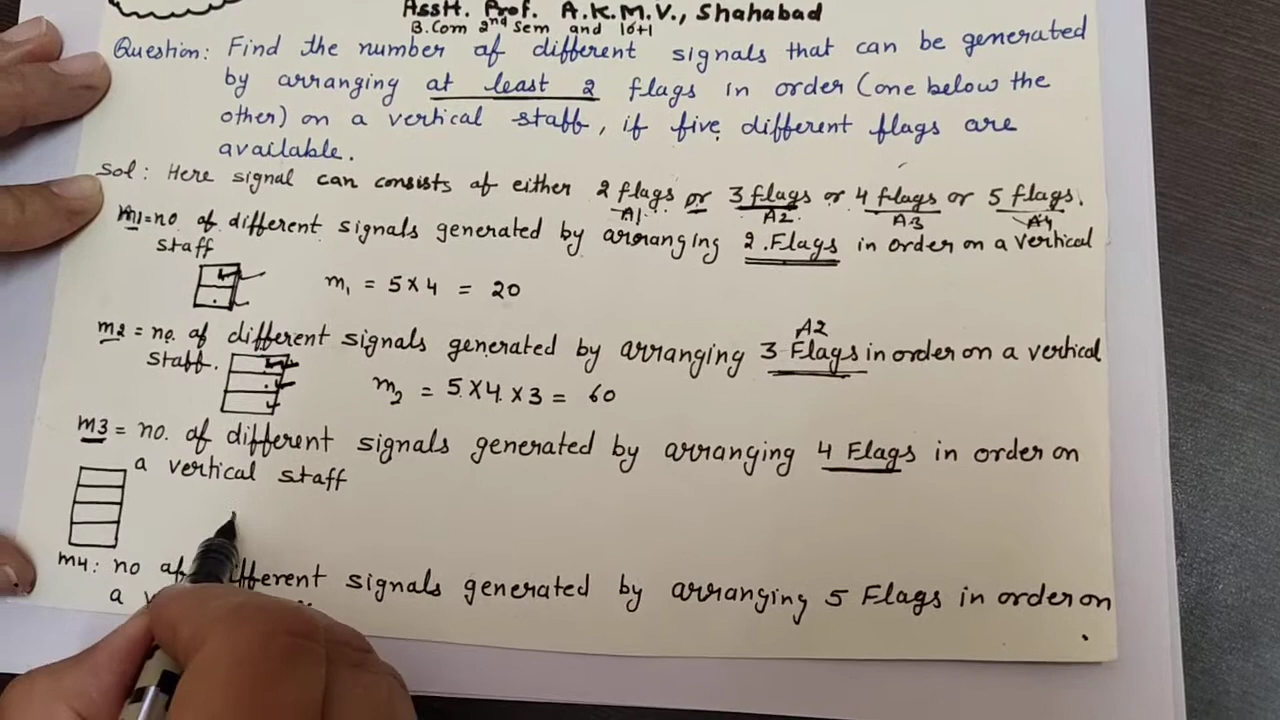 Asstt. Prof. A.K.M.V., Shahabad
B.Com 2nd Sem and 10+1
Question: Find the number of different signals that can be generated
by arranging at least 2 flags in order (one below the
other) on a vertical staff, if five different flags are
available.
Sol: Here signal can consists of either 2 flags or 3 flags or 4 flags or 5 flags.
A1 A2 A3 A4
m1=no of different signals generated by arranging 2 Flags in order on a vertical
staff
m1 = 5×4 = 20
A2
m2 = no. of different signals generated by arranging 3 Flags in order on a vertical
staff.
m2 = 5×4×3 = 60
m3 = no. of different signals generated by arranging 4 Flags in order on
a vertical staff
m4: no of different signals generated by arranging 5 Flags in order on
a